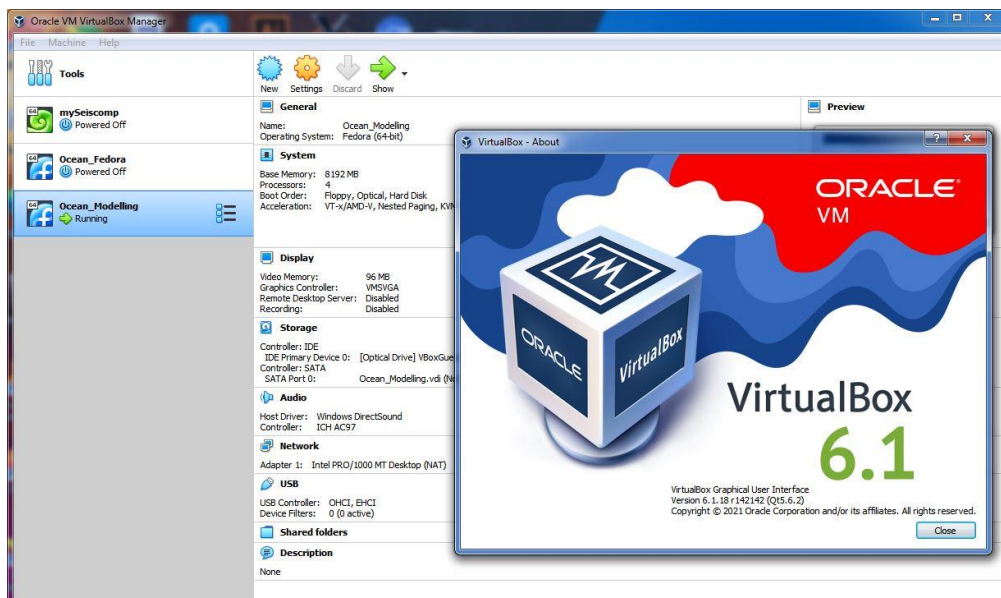 Oracle VM VirtualBox Manager
File Machine Help
Tools
New Settings Discard Show
64
mySeiscomp
Powered Off
64
Ocean_Fedora
Powered Off
64
Ocean_Modelling
Running
General
Name: Ocean_Modelling
Operating System: Fedora (64-bit)
System
Base Memory: 8192 MB
Processors: 4
Boot Order: Floppy, Optical, Hard Disk
Acceleration: VT-x/AMD-V, Nested Paging, KVM
Display
Video Memory: 96 MB
Graphics Controller: VMSVGA
Remote Desktop Server: Disabled
Recording: Disabled
Storage
Controller: IDE
IDE Primary Device 0: [Optical Drive] VBoxGue
Controller: SATA
SATA Port 0: Ocean_Modelling.vdi (No
Audio
Host Driver: Windows DirectSound
Controller: ICH AC97
Network
Adapter 1: Intel PRO/1000 MT Desktop (NAT)
USB
USB Controller: OHCI, EHCI
Device Filters: 0 (0 active)
Shared folders
Description
None
Preview
VirtualBox - About
ORACLE®
VM
ORACLE
VirtualBox
VirtualBox
6.1
VirtualBox Graphical User Interface
Version 6.1.18 r142142 (Qt5.6.2)
Copyright © 2021 Oracle Corporation and/or its affiliates. All rights reserved.
Close